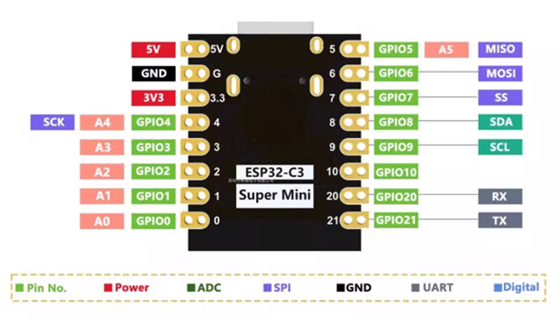 5V 5V 5 GPIO5 A5 MISO
GND G 6 GPIO6 MOSI
3V3 3.3 7 GPIO7 SS
SCK A4 GPIO4 4 8 GPIO8 SDA
A3 GPIO3 3 9 GPIO9 SCL
A2 GPIO2 2 ESP32-C3 10 GPIO10
A1 GPIO1 1 Super Mini 20 GPIO20 RX
A0 GPIO0 0 21 GPIO21 TX
Pin No. Power ADC SPI GND UART Digital